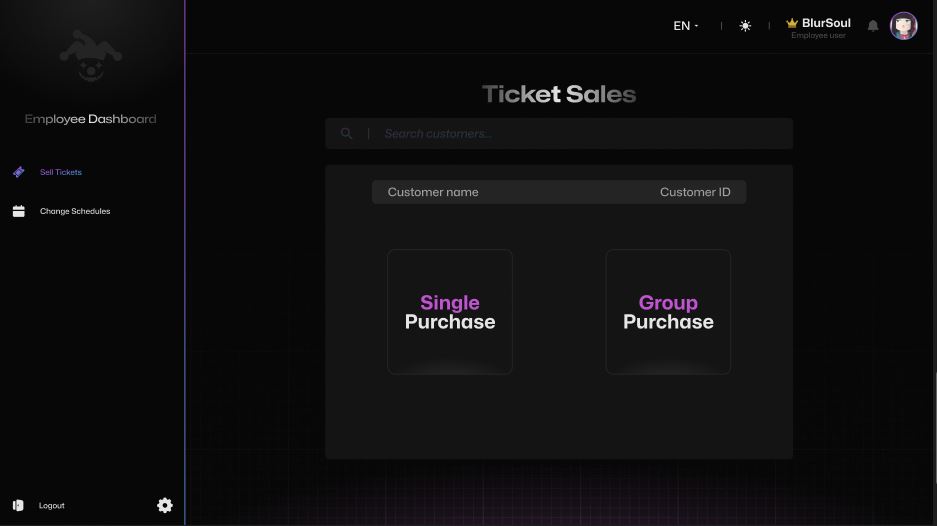 EN
BlurSoul
Employee user
Employee Dashboard
Sell Tickets
Change Schedules
Logout
Ticket Sales
Search customers...
Customer name
Customer ID
Single
Purchase
Group
Purchase